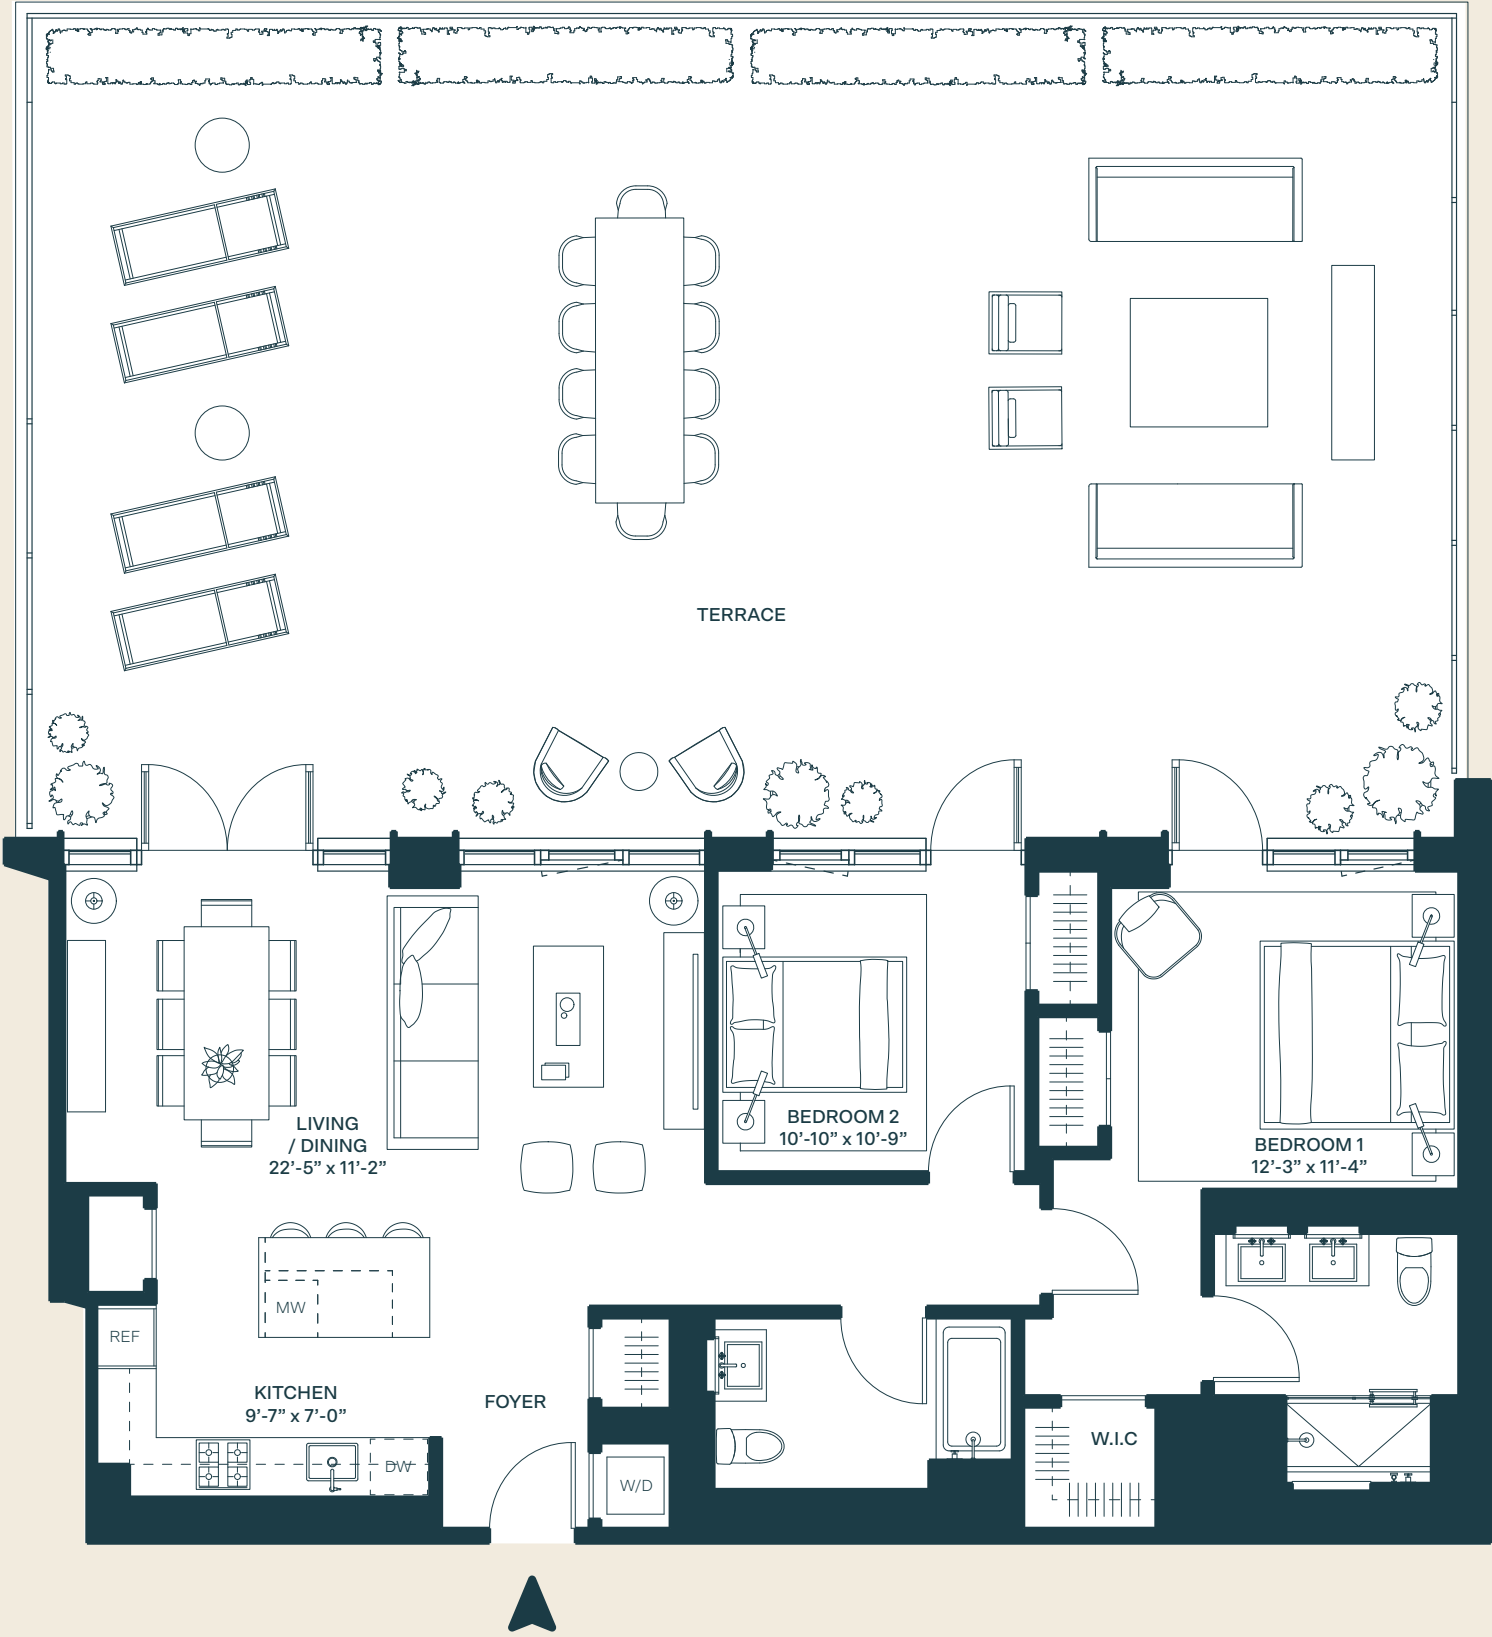 TERRACE
LIVING
/ DINING
22’-5” x 11’-2”
BEDROOM 2
10’-10” x 10’-9”
BEDROOM 1
12’-3” x 11’-4”
MW
REF
KITCHEN
9’-7” x 7’-0”
FOYER
W.I.C
DW
W/D